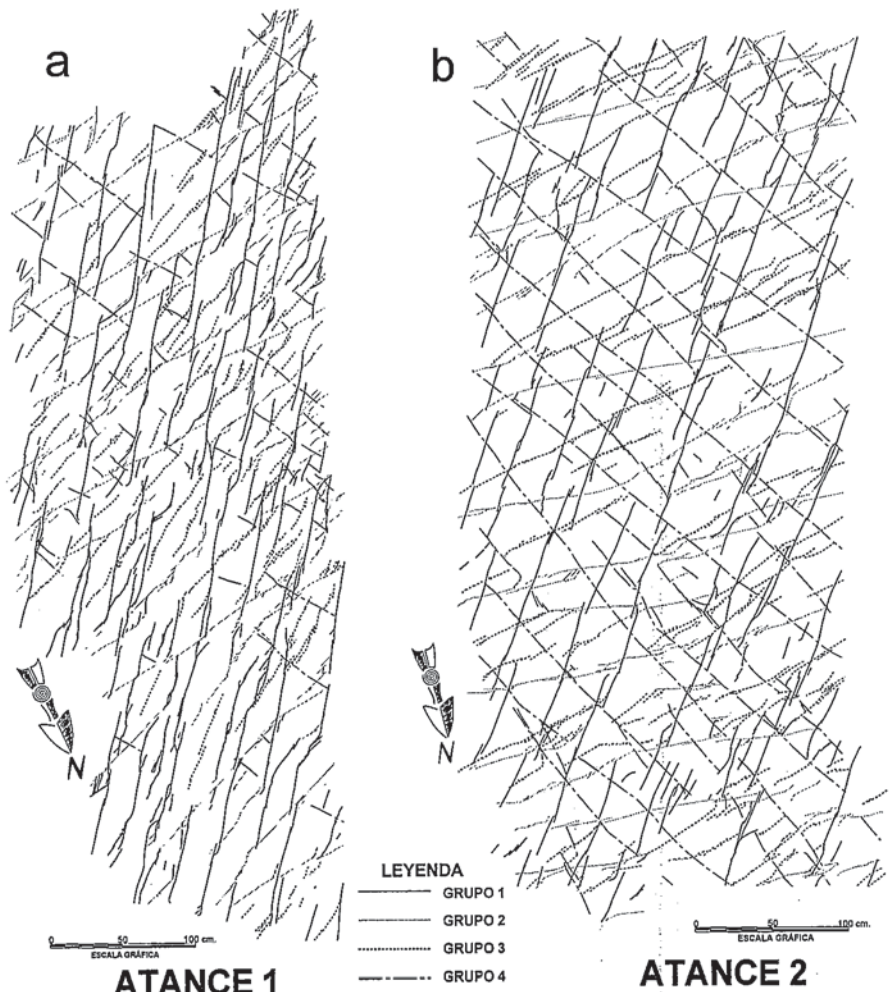 a
b
N
N
LEYENDA
GRUPO 1
GRUPO 2
GRUPO 3
GRUPO 4
0 50 100 cm.
ESCALA GRÁFICA
ATANCE 1
0 50 100 cm.
ESCALA GRÁFICA
ATANCE 2